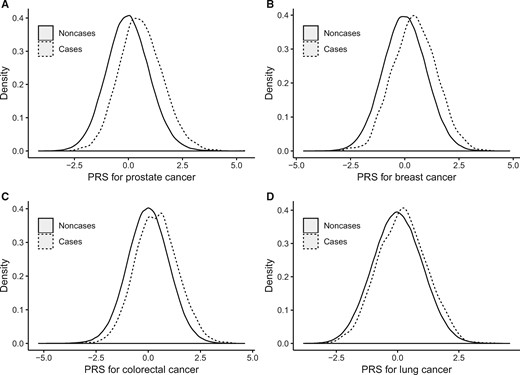 A
0.4
0.3
0.2
0.1
0.0
Density
Noncases
Cases
−2.5
0.0
2.5
5.0
PRS for prostate cancer
B
0.4
0.3
0.2
0.1
0.0
Density
Noncases
Cases
−5.0
−2.5
0.0
2.5
5.0
PRS for breast cancer
C
0.4
0.3
0.2
0.1
0.0
Density
Noncases
Cases
−5.0
−2.5
0.0
2.5
5.0
PRS for colorectal cancer
D
0.4
0.3
0.2
0.1
0.0
Density
Noncases
Cases
−2.5
0.0
2.5
5.0
PRS for lung cancer